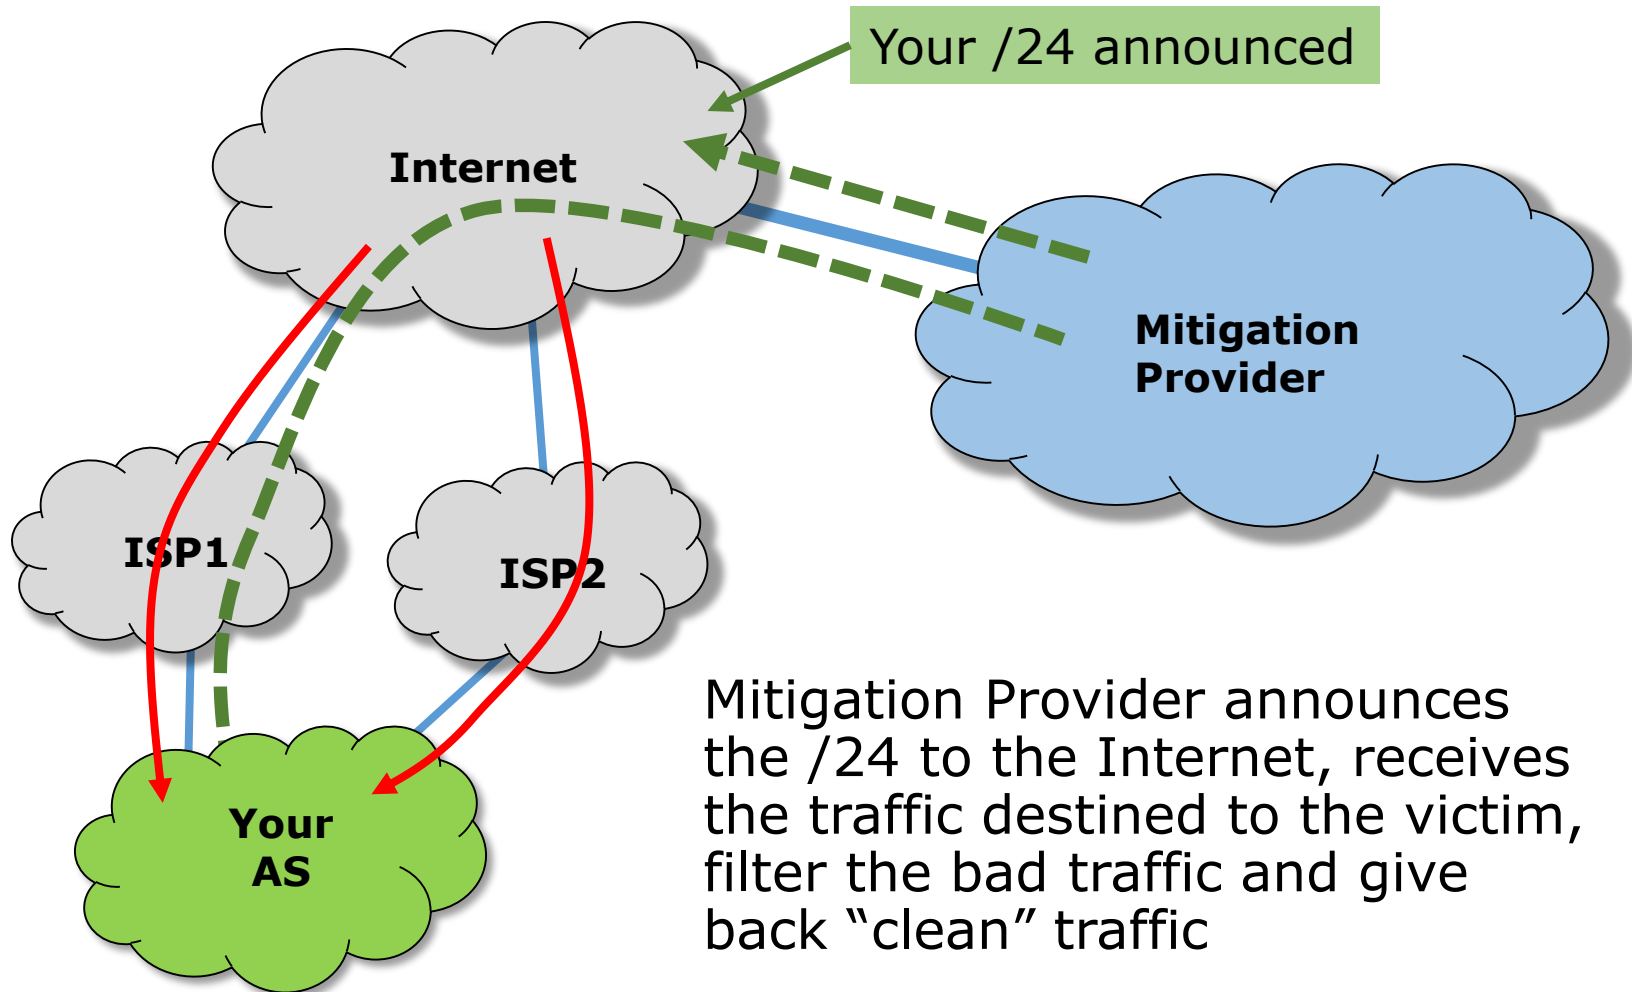 Your /24 announced
Internet
Mitigation
Provider
ISP1
ISP2
Your
AS
Mitigation Provider announces
the /24 to the Internet, receives
the traffic destined to the victim,
filter the bad traffic and give
back “clean” traffic